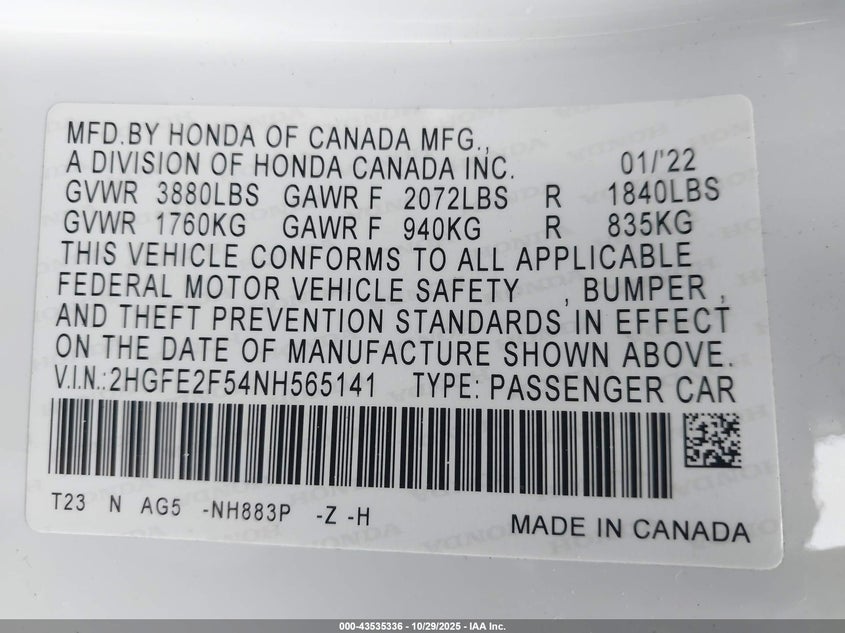 MFD.BY HONDA OF CANADA MFG.,
A DIVISION OF HONDA CANADA INC. 01/'22
GVWR 3880LBS GAWR F 2072LBS R 1840LBS
GVWR 1760KG GAWR F 940KG R 835KG
THIS VEHICLE CONFORMS TO ALL APPLICABLE
FEDERAL MOTOR VEHICLE SAFETY , BUMPER ,
AND THEFT PREVENTION STANDARDS IN EFFECT
ON THE DATE OF MANUFACTURE SHOWN ABOVE.
V.I.N.:2HGFE2F54NH565141 TYPE: PASSENGER CAR
T23 N AG5 -NH883P -Z -H
MADE IN CANADA
000-43535336 | 10/29/2025 - IAA Inc.